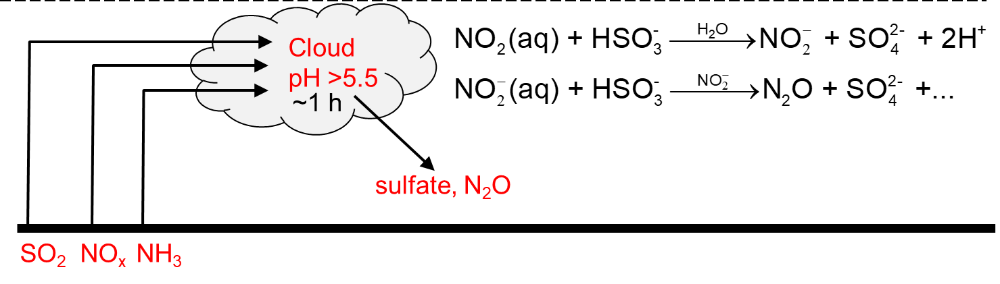 Cloud
pH >5.5
~1 h
NO₂(aq) + HSO₃⁻ —H₂O→ NO₂⁻ + SO₄²⁻ + 2H⁺
NO₂⁻(aq) + HSO₃⁻ —NO₂⁻→ N₂O + SO₄²⁻ +...
sulfate, N₂O
SO₂ NOₓ NH₃